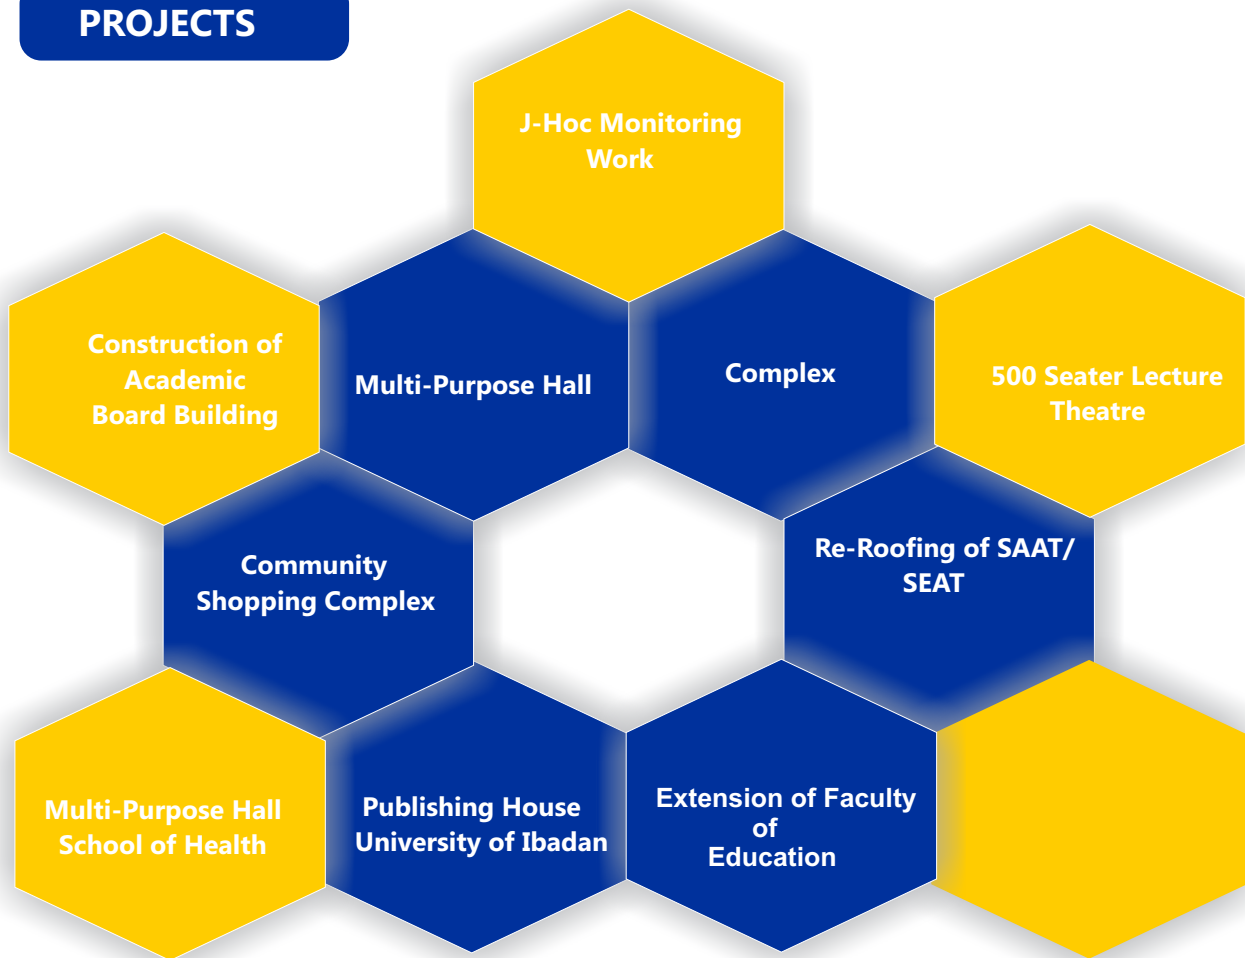 PROJECTS
J-Hoc Monitoring
Work
Construction of
Academic
Board Building
Multi-Purpose Hall
Complex
500 Seater Lecture
Theatre
Community
Shopping Complex
Re-Roofing of SAAT/
SEAT
Multi-Purpose Hall
School of Health
Publishing House
University of Ibadan
Extension of Faculty
of
Education